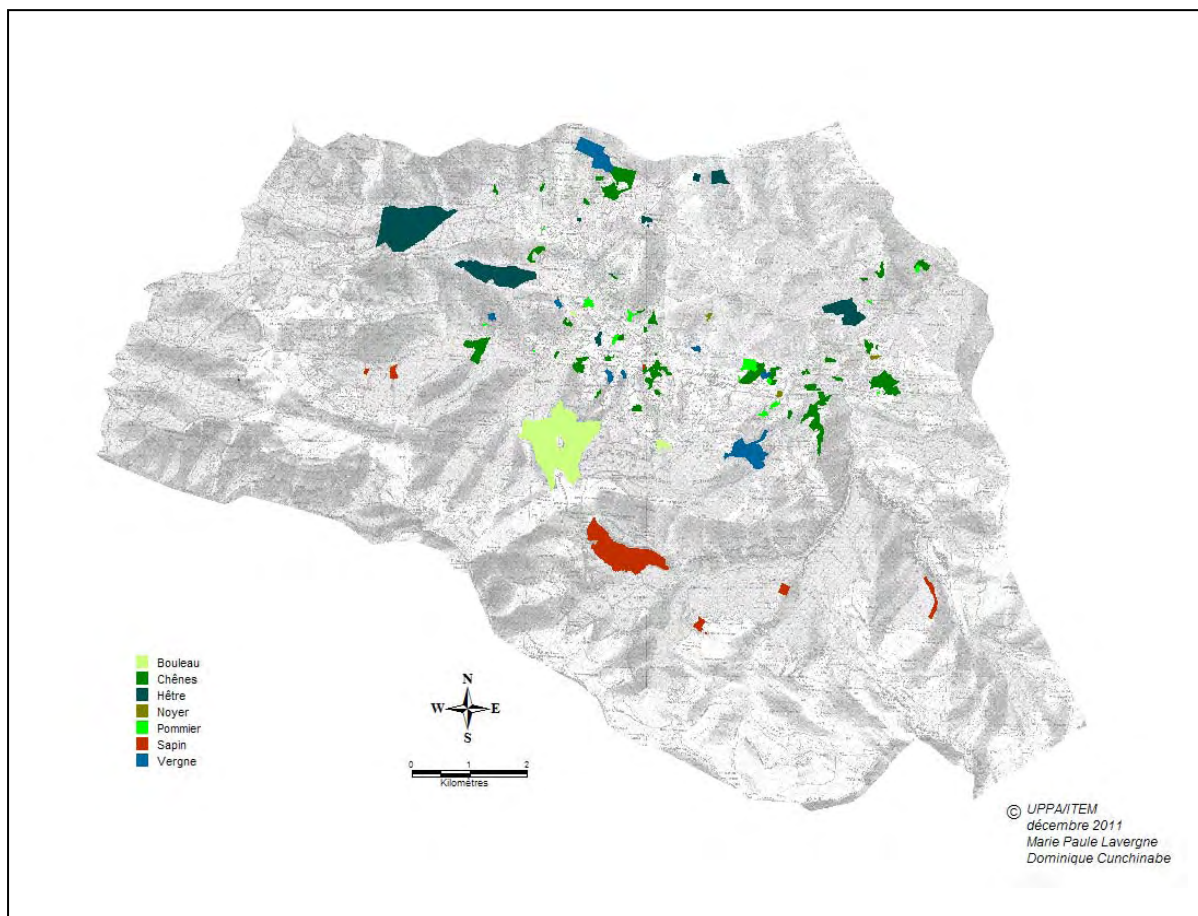 Bouleau
Chênes
Hêtre
Noyer
Pommier
Sapin
Vergne
N
W E
S
0 1 2
Kilomètres
© UPPA/ITEM
décembre 2011
Marie Paule Lavergne
Dominique Cunchinabe